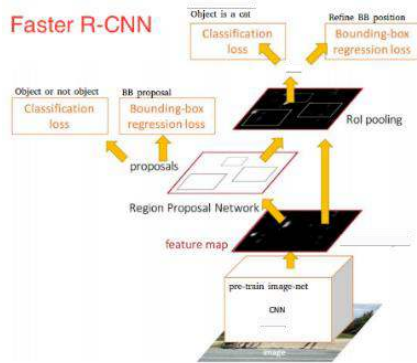 Faster R-CNN
Object is a cat
Classification
loss
Refine BB position
Bounding-box
regression loss
Object or not object
Classification
loss
BB proposal
Bounding-box
regression loss
RoI pooling
proposals
Region Proposal Network
feature map
pre-train image-net
CNN
image